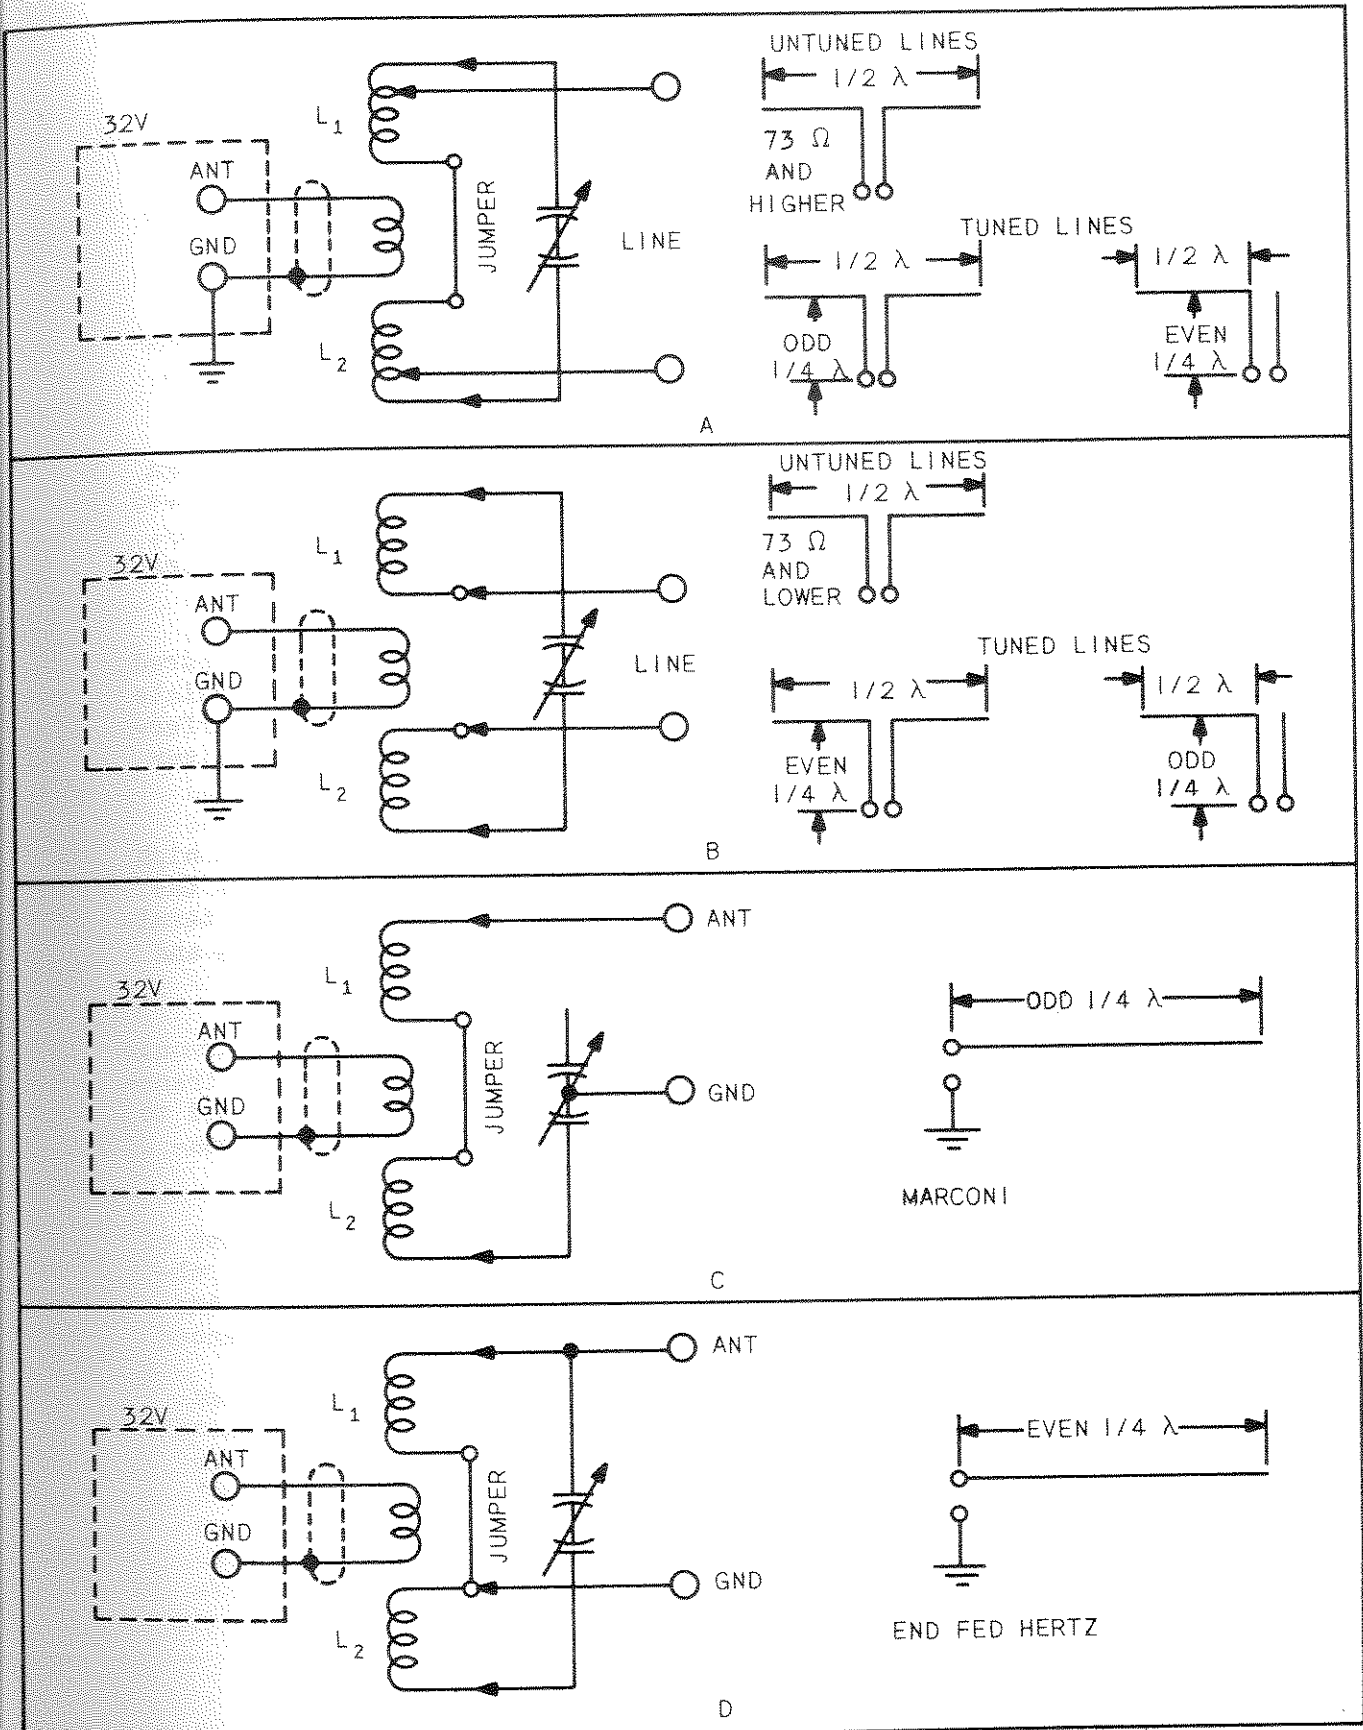 UNTUNED LINES
1/2 λ
32V
L1
ANT
GND
JUMPER
L2
LINE
73 Ω
AND
HIGHER
TUNED LINES
1/2 λ
ODD
1/4 λ
1/2 λ
EVEN
1/4 λ
A
UNTUNED LINES
1/2 λ
32V
L1
ANT
GND
L2
LINE
73 Ω
AND
LOWER
TUNED LINES
1/2 λ
EVEN
1/4 λ
1/2 λ
ODD
1/4 λ
B
32V
L1
ANT
GND
JUMPER
L2
ANT
GND
ODD 1/4 λ
MARCONI
C
32V
L1
ANT
GND
JUMPER
L2
ANT
GND
EVEN 1/4 λ
END FED HERTZ
D